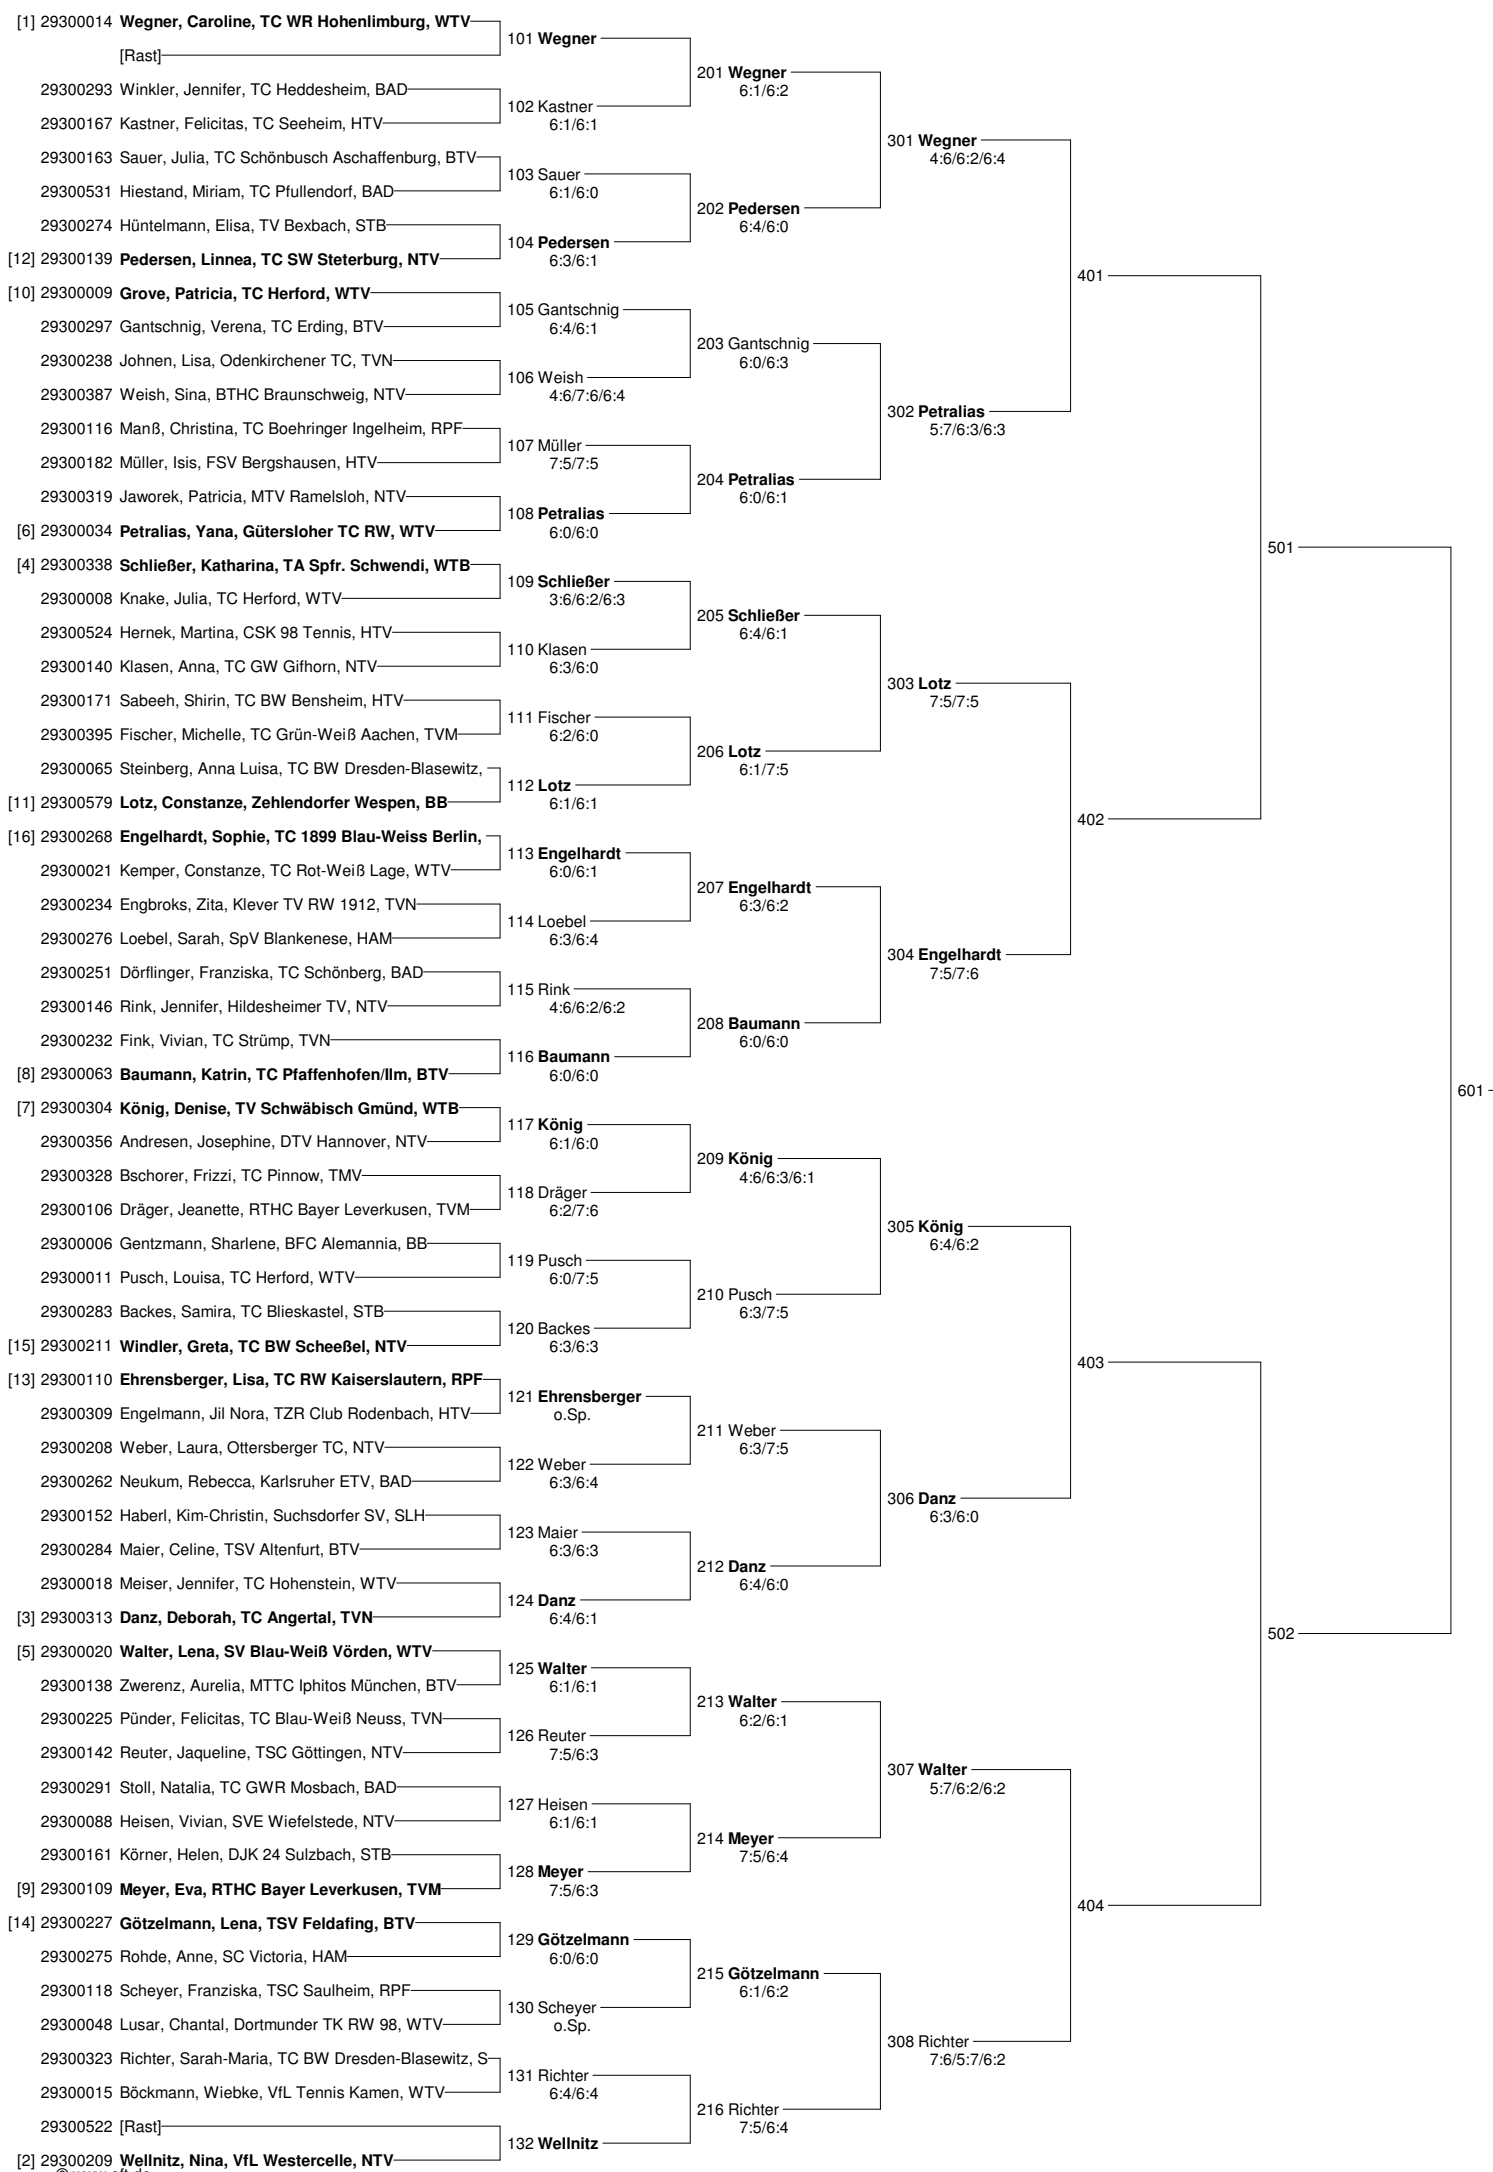 [1] 29300014 Wegner, Caroline, TC WR Hohenlimburg, WTV
101 Wegner
[Rast]
201 Wegner
6:1/6:2
29300293 Winkler, Jennifer, TC Heddesheim, BAD
102 Kastner
6:1/6:1
29300167 Kastner, Felicitas, TC Seeheim, HTV
301 Wegner
4:6/6:2/6:4
29300163 Sauer, Julia, TC Schönbusch Aschaffenburg, BTV
103 Sauer
6:1/6:0
29300531 Hiestand, Miriam, TC Pfullendorf, BAD
202 Pedersen
6:4/6:0
29300274 Hüntelmann, Elisa, TV Bexbach, STB
104 Pedersen
6:3/6:1
[12] 29300139 Pedersen, Linnea, TC SW Steterburg, NTV
401
[10] 29300009 Grove, Patricia, TC Herford, WTV
105 Gantschnig
6:4/6:1
29300297 Gantschnig, Verena, TC Erding, BTV
203 Gantschnig
6:0/6:3
29300238 Johnen, Lisa, Odenkirchener TC, TVN
106 Weish
4:6/7:6/6:4
29300387 Weish, Sina, BTHC Braunschweig, NTV
302 Petralias
5:7/6:3/6:3
29300116 Manß, Christina, TC Boehringer Ingelheim, RPF
107 Müller
7:5/7:5
29300182 Müller, Isis, FSV Bergshausen, HTV
204 Petralias
6:0/6:1
29300319 Jaworek, Patricia, MTV Ramelsloh, NTV
108 Petralias
6:0/6:0
[6] 29300034 Petralias, Yana, Gütersloher TC RW, WTV
501
[4] 29300338 Schließer, Katharina, TA Spfr. Schwendi, WTB
109 Schließer
3:6/6:2/6:3
29300008 Knake, Julia, TC Herford, WTV
205 Schließer
6:4/6:1
29300524 Hernek, Martina, CSK 98 Tennis, HTV
110 Klasen
6:3/6:0
29300140 Klasen, Anna, TC GW Gifhorn, NTV
303 Lotz
7:5/7:5
29300171 Sabeeh, Shirin, TC BW Bensheim, HTV
111 Fischer
6:2/6:0
29300395 Fischer, Michelle, TC Grün-Weiß Aachen, TVM
206 Lotz
6:1/7:5
29300065 Steinberg, Anna Luisa, TC BW Dresden-Blasewitz,
112 Lotz
6:1/6:1
[11] 29300579 Lotz, Constanze, Zehlendorfer Wespen, BB
402
[16] 29300268 Engelhardt, Sophie, TC 1899 Blau-Weiss Berlin,
113 Engelhardt
6:0/6:1
29300021 Kemper, Constanze, TC Rot-Weiß Lage, WTV
207 Engelhardt
6:3/6:2
29300234 Engbroks, Zita, Klever TV RW 1912, TVN
114 Loebel
6:3/6:4
29300276 Loebel, Sarah, SpV Blankenese, HAM
304 Engelhardt
7:5/7:6
29300251 Dörflinger, Franziska, TC Schönberg, BAD
115 Rink
4:6/6:2/6:2
29300146 Rink, Jennifer, Hildesheimer TV, NTV
208 Baumann
6:0/6:0
29300232 Fink, Vivian, TC Strümp, TVN
116 Baumann
6:0/6:0
[8] 29300063 Baumann, Katrin, TC Pfaffenhofen/Ilm, BTV
601
[7] 29300304 König, Denise, TV Schwäbisch Gmünd, WTB
117 König
6:1/6:0
29300356 Andresen, Josephine, DTV Hannover, NTV
209 König
4:6/6:3/6:1
29300328 Bschorer, Frizzi, TC Pinnow, TMV
118 Dräger
6:2/7:6
29300106 Dräger, Jeanette, RTHC Bayer Leverkusen, TVM
305 König
6:4/6:2
29300006 Gentzmann, Sharlene, BFC Alemannia, BB
119 Pusch
6:0/7:5
29300011 Pusch, Louisa, TC Herford, WTV
210 Pusch
6:3/7:5
29300283 Backes, Samira, TC Blieskastel, STB
120 Backes
6:3/6:3
[15] 29300211 Windler, Greta, TC BW Scheeßel, NTV
403
[13] 29300110 Ehrensberger, Lisa, TC RW Kaiserslautern, RPF
121 Ehrensberger
o.Sp.
29300309 Engelmann, Jil Nora, TZR Club Rodenbach, HTV
211 Weber
6:3/7:5
29300208 Weber, Laura, Ottersberger TC, NTV
122 Weber
6:3/6:4
29300262 Neukum, Rebecca, Karlsruher ETV, BAD
306 Danz
6:3/6:0
29300152 Haberl, Kim-Christin, Suchsdorfer SV, SLH
123 Maier
6:3/6:3
29300284 Maier, Celine, TSV Altenfurt, BTV
212 Danz
6:4/6:0
29300018 Meiser, Jennifer, TC Hohenstein, WTV
124 Danz
6:4/6:1
[3] 29300313 Danz, Deborah, TC Angertal, TVN
502
[5] 29300020 Walter, Lena, SV Blau-Weiß Vörden, WTV
125 Walter
6:1/6:1
29300138 Zwerenz, Aurelia, MTTC Iphitos München, BTV
213 Walter
6:2/6:1
29300225 Pünder, Felicitas, TC Blau-Weiß Neuss, TVN
126 Reuter
7:5/6:3
29300142 Reuter, Jaqueline, TSC Göttingen, NTV
307 Walter
5:7/6:2/6:2
29300291 Stoll, Natalia, TC GWR Mosbach, BAD
127 Heisen
6:1/6:1
29300088 Heisen, Vivian, SVE Wiefelstede, NTV
214 Meyer
7:5/6:4
29300161 Körner, Helen, DJK 24 Sulzbach, STB
128 Meyer
7:5/6:3
[9] 29300109 Meyer, Eva, RTHC Bayer Leverkusen, TVM
404
[14] 29300227 Götzelmann, Lena, TSV Feldafing, BTV
129 Götzelmann
6:0/6:0
29300275 Rohde, Anne, SC Victoria, HAM
215 Götzelmann
6:1/6:2
29300118 Scheyer, Franziska, TSC Saulheim, RPF
130 Scheyer
o.Sp.
29300048 Lusar, Chantal, Dortmunder TK RW 98, WTV
308 Richter
7:6/5:7/6:2
29300323 Richter, Sarah-Maria, TC BW Dresden-Blasewitz, S
131 Richter
6:4/6:4
29300015 Böckmann, Wiebke, VfL Tennis Kamen, WTV
216 Richter
7:5/6:4
29300522 [Rast]
132 Wellnitz
[2] 29300209 Wellnitz, Nina, VfL Westercelle, NTV